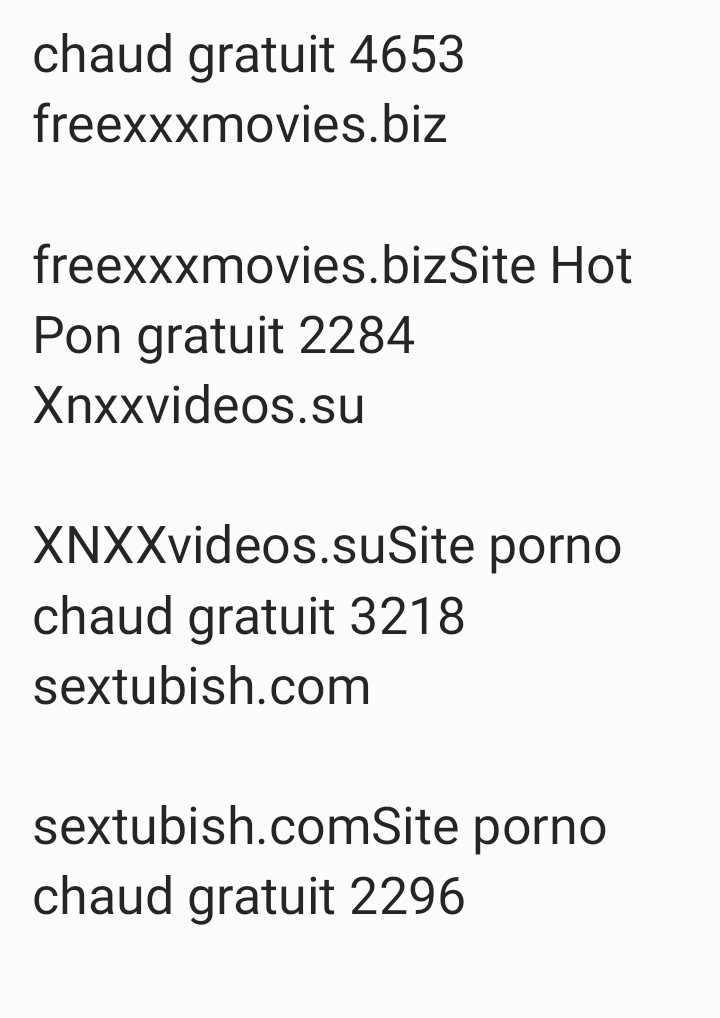 chaud gratuit 4653
freexxxmovies.biz
freexxxmovies.bizSite Hot
Pon gratuit 2284
Xnxxvideos.su
XNXXvideos.suSite porno
chaud gratuit 3218
sextubish.com
sextubish.comSite porno
chaud gratuit 2296